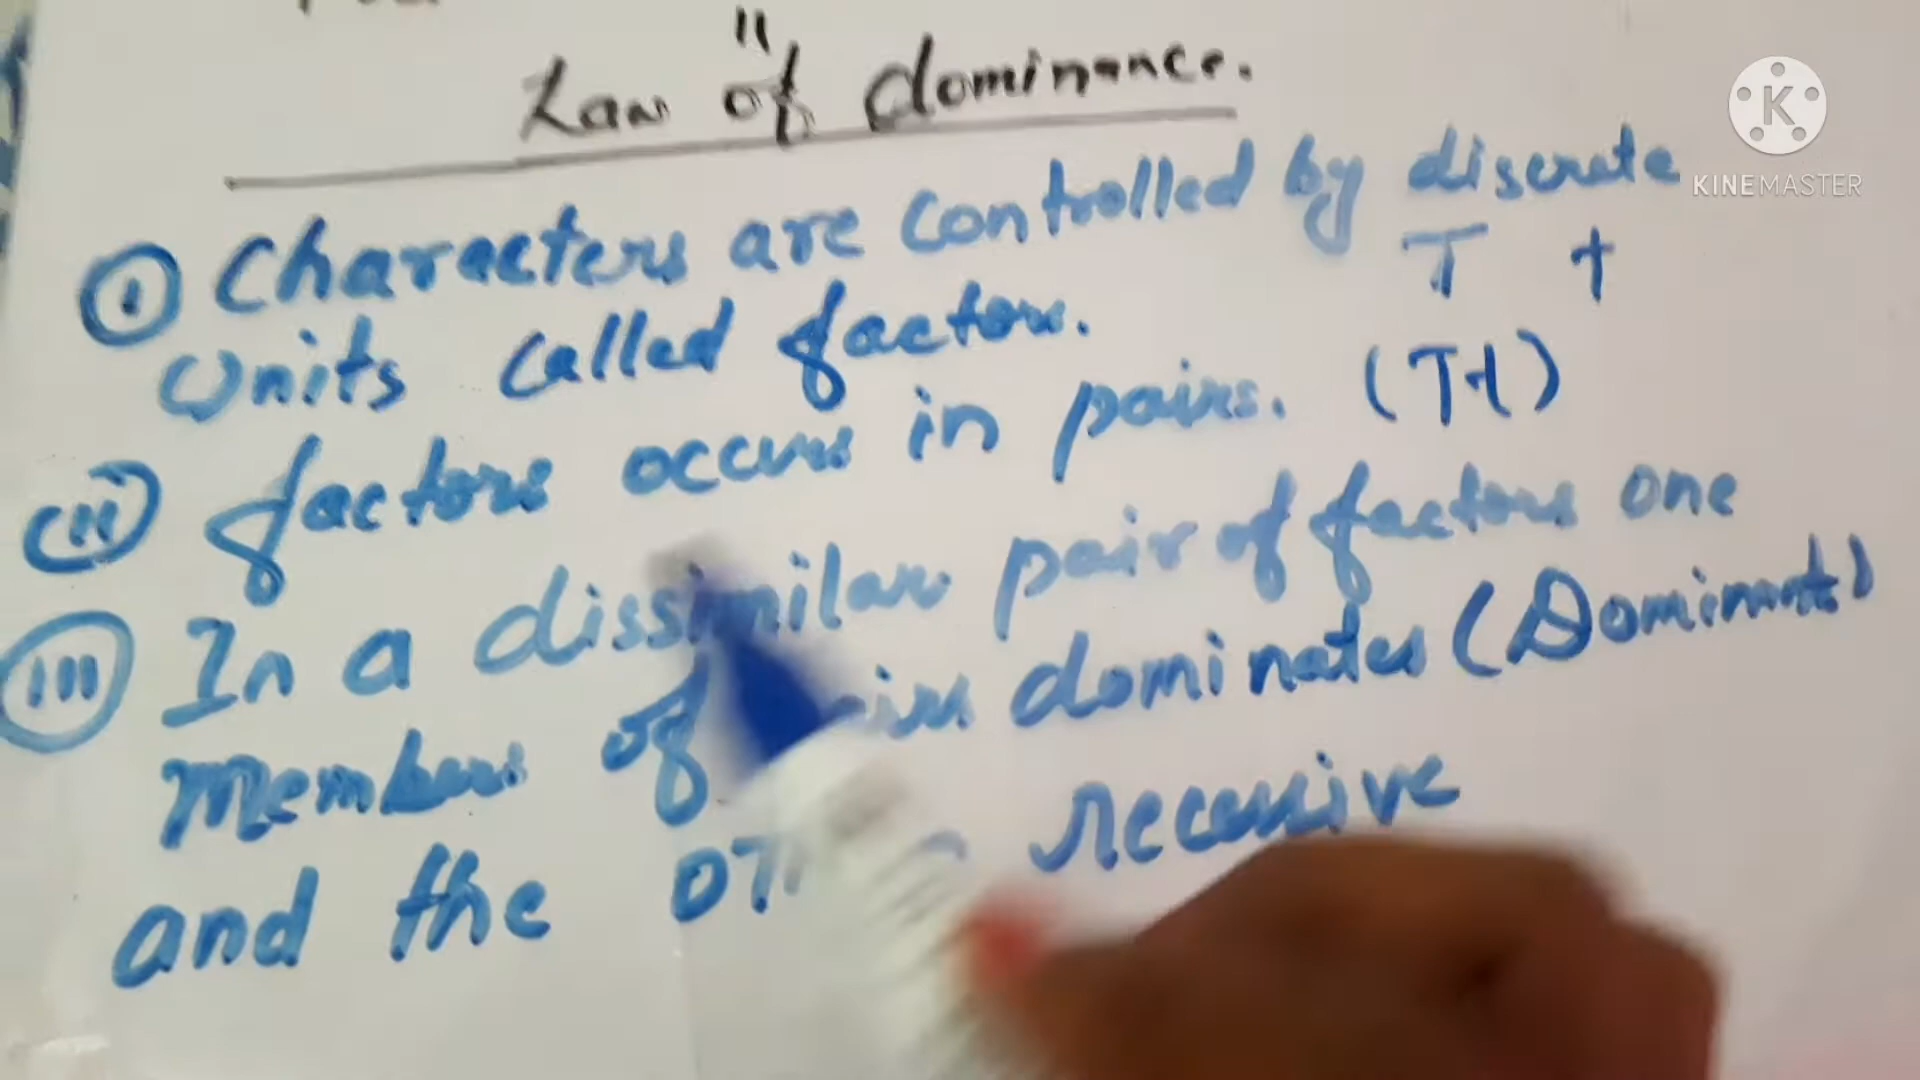 "
Law of dominance.
KINEMASTER
(i) Characters are controlled by discrete
T t
Units called factors.
(ii) factors occurs in pairs. (Tt)
(iii) In a dissimilar pair of factors one
members of dominates (Dominant)
and the recessive